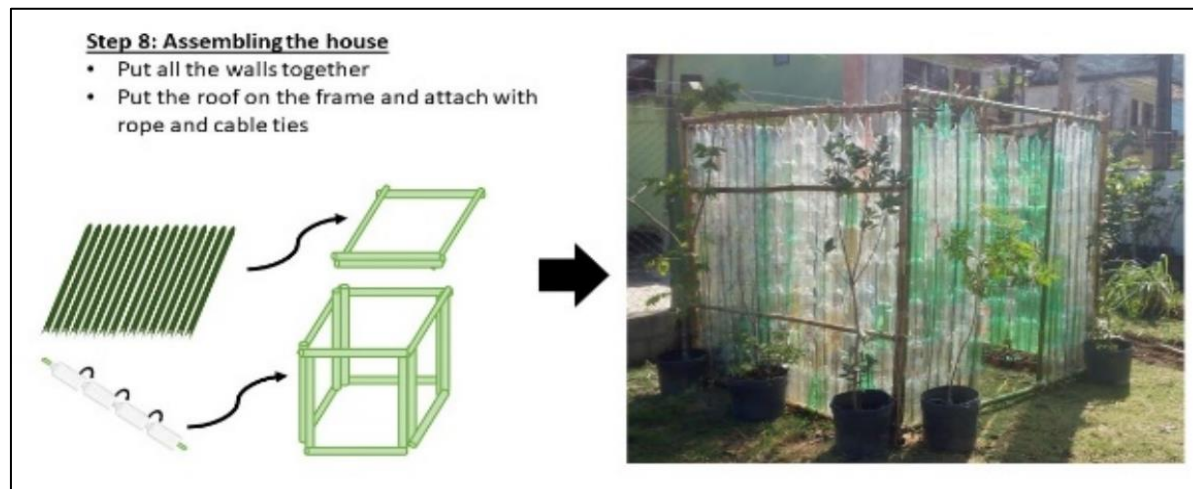 Step 8: Assembling the house
• Put all the walls together
• Put the roof on the frame and attach with
rope and cable ties